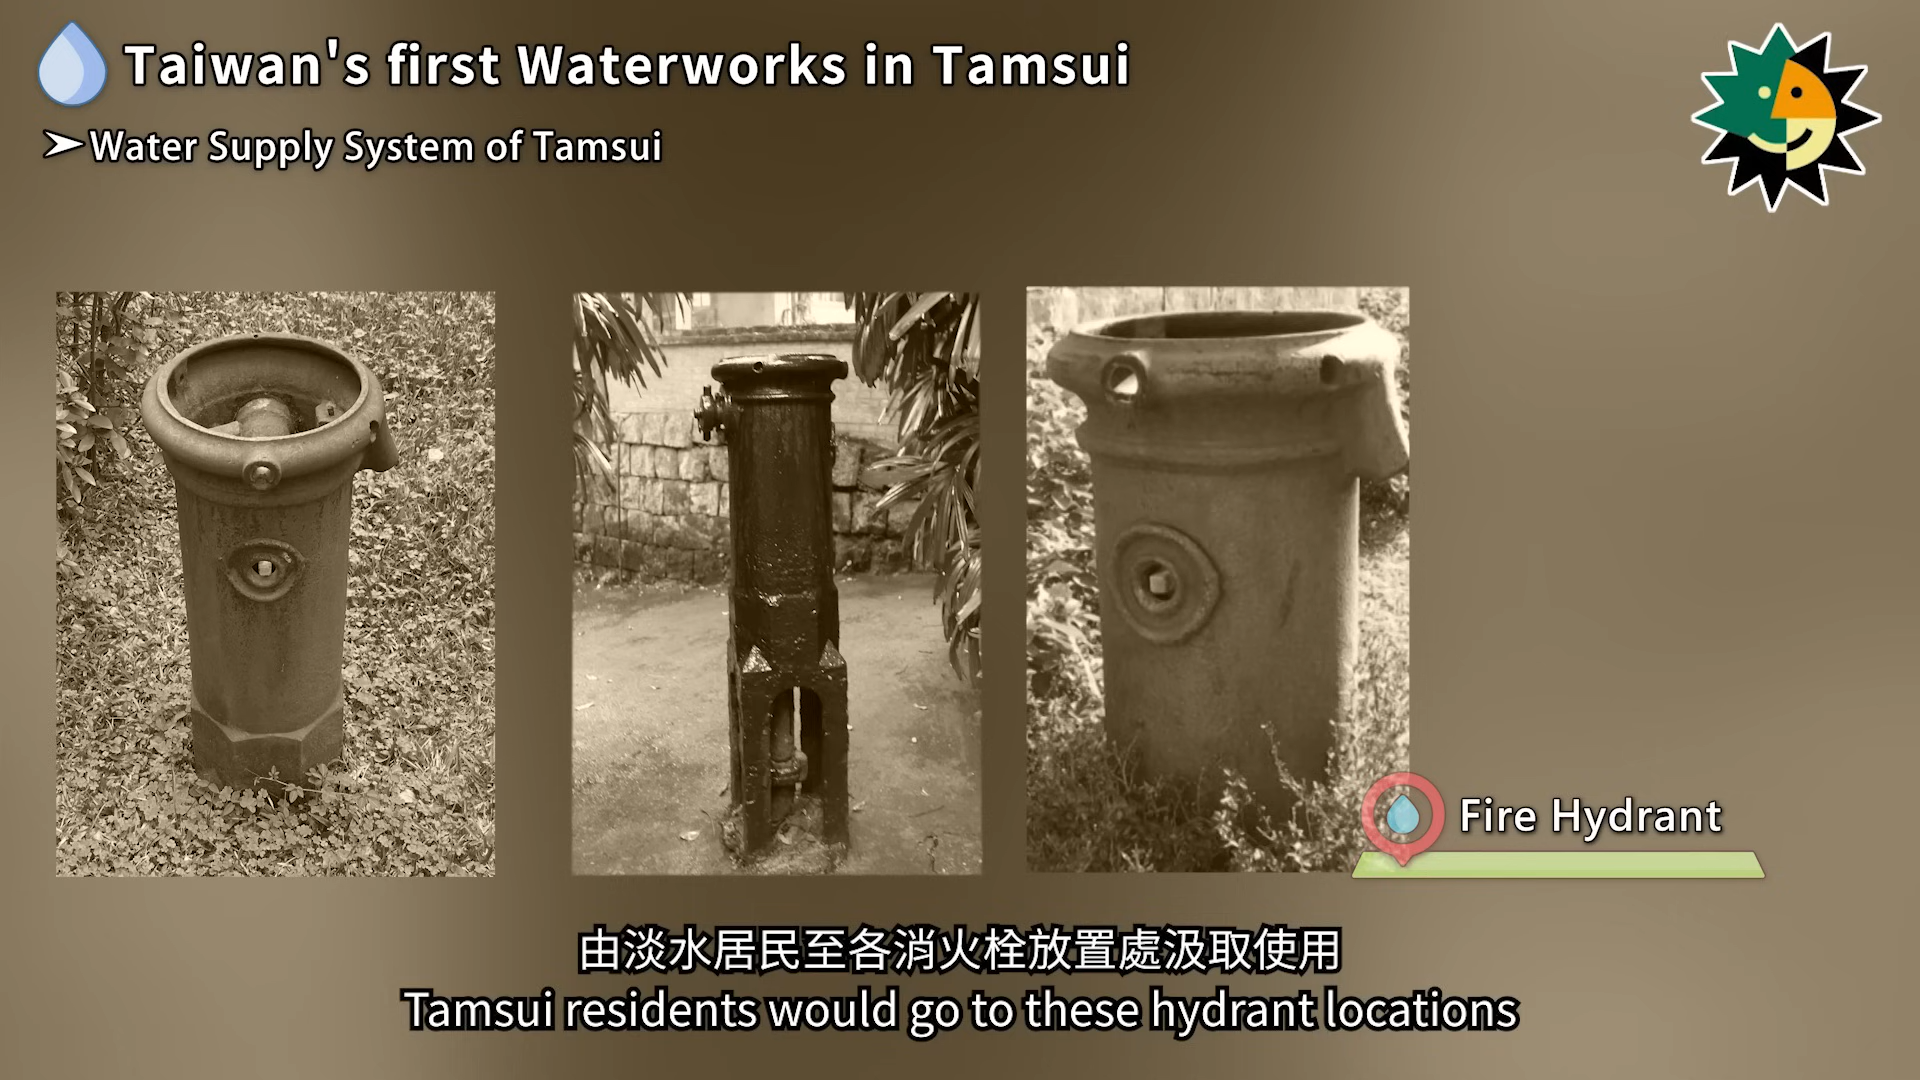 Taiwan's first Waterworks in Tamsui
Water Supply System of Tamsui
Fire Hydrant
由淡水居民至各消火栓放置處汲取使用
Tamsui residents would go to these hydrant locations